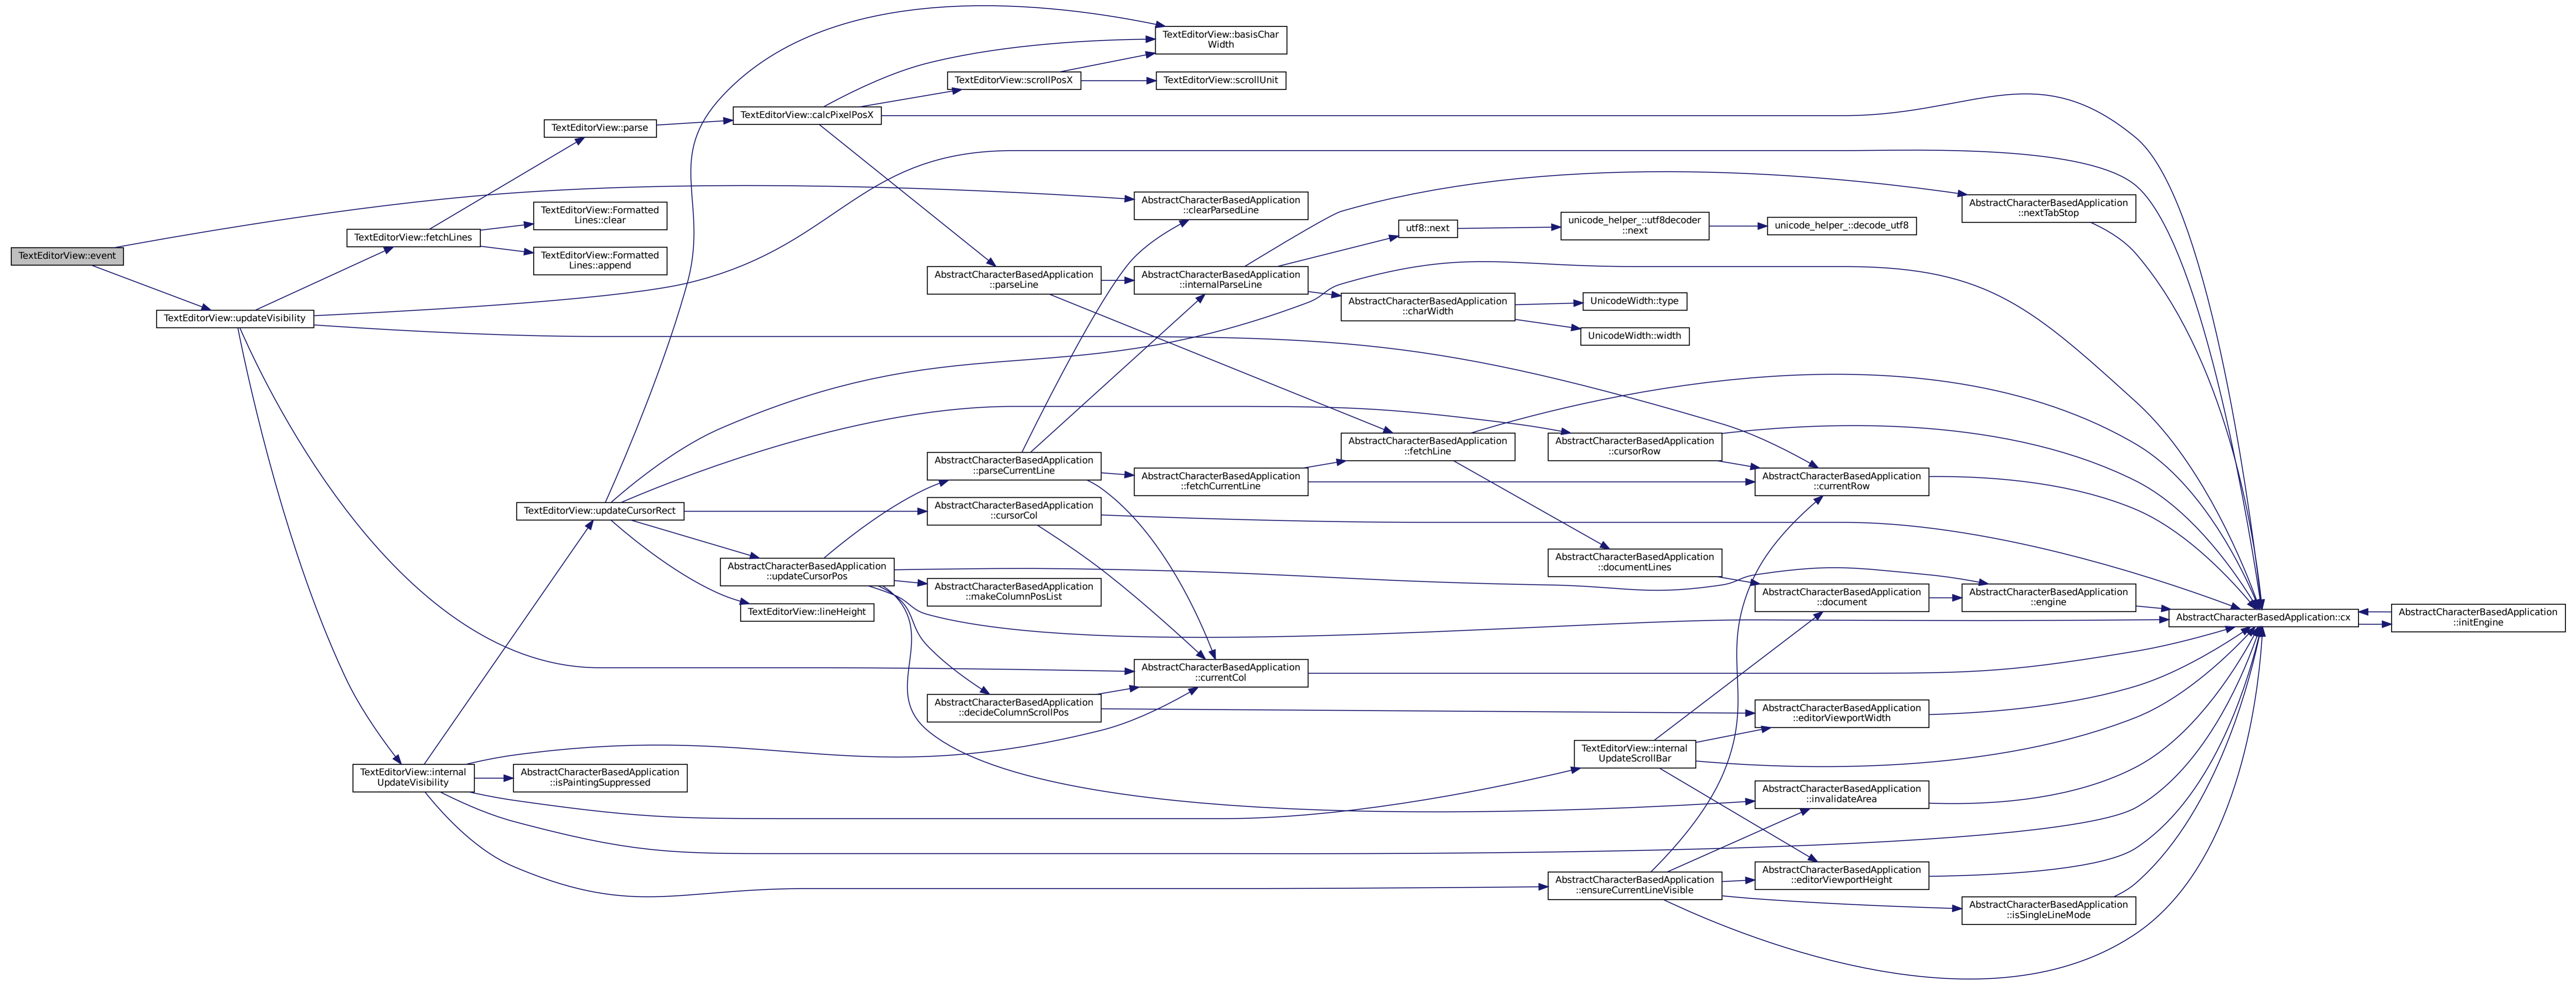 TextEditorView::event
TextEditorView::updateVisibility
TextEditorView::fetchLines
TextEditorView::internal
UpdateVisibility
TextEditorView::parse
TextEditorView::Formatted
Lines::clear
TextEditorView::Formatted
Lines::append
TextEditorView::updateCursorRect
AbstractCharacterBasedApplication
::isPaintingSuppressed
TextEditorView::calcPixelPosX
AbstractCharacterBasedApplication
::updateCursorPos
TextEditorView::lineHeight
TextEditorView::scrollPosX
AbstractCharacterBasedApplication
::parseLine
AbstractCharacterBasedApplication
::parseCurrentLine
AbstractCharacterBasedApplication
::cursorCol
AbstractCharacterBasedApplication
::makeColumnPosList
AbstractCharacterBasedApplication
::decideColumnScrollPos
TextEditorView::basisChar
Width
TextEditorView::scrollUnit
AbstractCharacterBasedApplication
::clearParsedLine
AbstractCharacterBasedApplication
::internalParseLine
AbstractCharacterBasedApplication
::fetchCurrentLine
AbstractCharacterBasedApplication
::currentCol
utf8::next
AbstractCharacterBasedApplication
::charWidth
AbstractCharacterBasedApplication
::fetchLine
unicode_helper_::utf8decoder
::next
UnicodeWidth::type
UnicodeWidth::width
AbstractCharacterBasedApplication
::cursorRow
AbstractCharacterBasedApplication
::documentLines
TextEditorView::internal
UpdateScrollBar
AbstractCharacterBasedApplication
::ensureCurrentLineVisible
unicode_helper_::decode_utf8
AbstractCharacterBasedApplication
::currentRow
AbstractCharacterBasedApplication
::document
AbstractCharacterBasedApplication
::editorViewportWidth
AbstractCharacterBasedApplication
::invalidateArea
AbstractCharacterBasedApplication
::editorViewportHeight
AbstractCharacterBasedApplication
::nextTabStop
AbstractCharacterBasedApplication
::engine
AbstractCharacterBasedApplication
::isSingleLineMode
AbstractCharacterBasedApplication::cx
AbstractCharacterBasedApplication
::initEngine